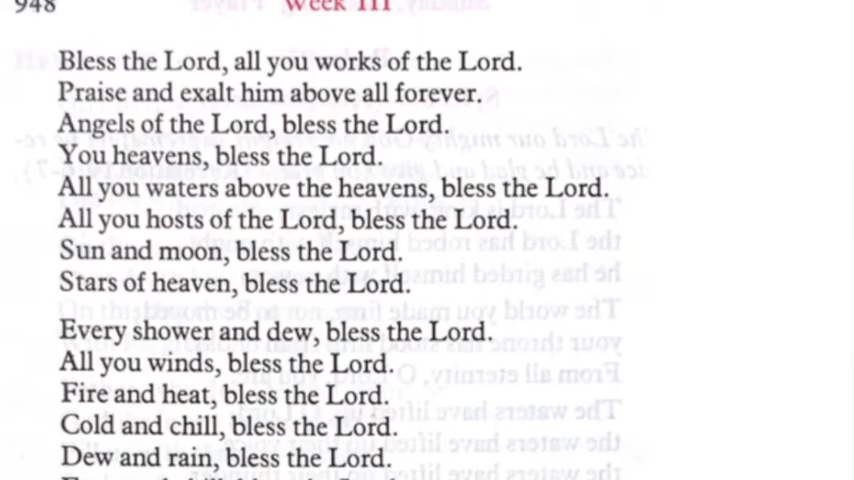 948
Week III
Bless the Lord, all you works of the Lord.
Praise and exalt him above all forever.
Angels of the Lord, bless the Lord.
You heavens, bless the Lord.
All you waters above the heavens, bless the Lord.
All you hosts of the Lord, bless the Lord.
Sun and moon, bless the Lord.
Stars of heaven, bless the Lord.
Every shower and dew, bless the Lord.
All you winds, bless the Lord.
Fire and heat, bless the Lord.
Cold and chill, bless the Lord.
Dew and rain, bless the Lord.